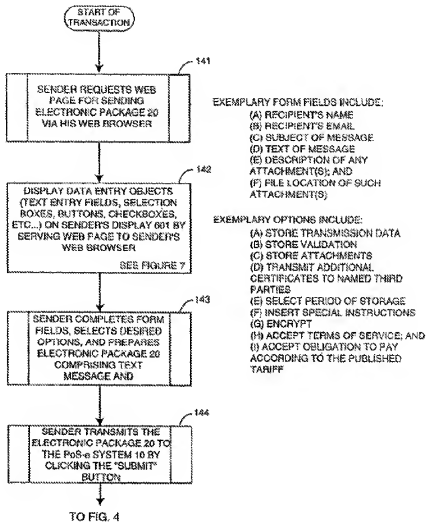 START OF
TRANSACTION
141
SENDER REQUESTS WEB
PAGE FOR SENDING
ELECTRONIC PACKAGE 20
VIA HIS WEB BROWSER
142
DISPLAY DATA ENTRY OBJECTS
(TEXT ENTRY FIELDS, SELECTION
BOXES, BUTTONS, CHECKBOXES,
ETC...) ON SENDER'S DISPLAY 601 BY
SERVING WEB PAGE TO SENDER'S
WEB BROWSER
SEE FIGURE 7
143
SENDER COMPLETES FORM
FIELDS, SELECTS DESIRED
OPTIONS, AND PREPARES
ELECTRONIC PACKAGE 20
COMPRISING TEXT
MESSAGE AND
144
SENDER TRANSMITS THE
ELECTRONIC PACKAGE 20 TO
THE PoS-e SYSTEM 10 BY
CLICKING THE "SUBMIT"
BUTTON
TO FIG. 4
EXEMPLARY FORM FIELDS INCLUDE:
(A) RECIPIENT'S NAME
(B) RECIPIENT'S EMAIL
(C) SUBJECT OF MESSAGE
(D) TEXT OF MESSAGE
(E) DESCRIPTION OF ANY
ATTACHMENT(S); AND
(F) FILE LOCATION OF SUCH
ATTACHMENT(S)
EXEMPLARY OPTIONS INCLUDE:
(A) STORE TRANSMISSION DATA
(B) STORE VALIDATION
(C) STORE ATTACHMENTS
(D) TRANSMIT ADDITIONAL
CERTIFICATES TO NAMED THIRD
PARTIES
(E) SELECT PERIOD OF STORAGE
(F) INSERT SPECIAL INSTRUCTIONS
(G) ENCRYPT
(H) ACCEPT TERMS OF SERVICE; AND
(I) ACCEPT OBLIGATION TO PAY
ACCORDING TO THE PUBLISHED
TARIFF